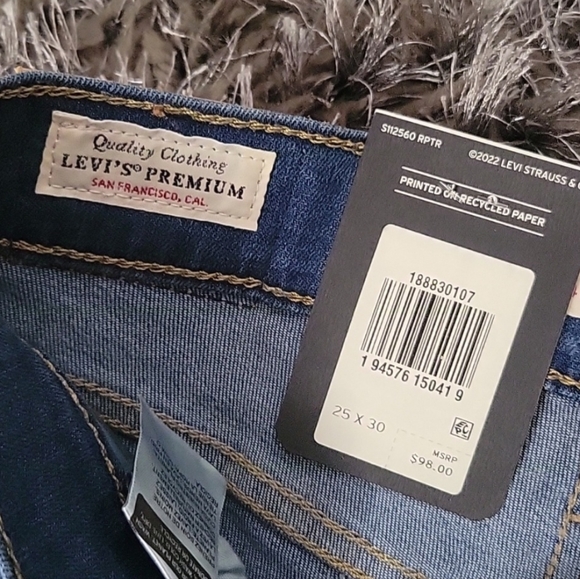 Quality Clothing
LEVI'S® PREMIUM
SAN FRANCISCO, CAL.
S112560 RPTR
©2022 LEVI STRAUSS &
PRINTED ON RECYCLED PAPER
188830107
1 94576 15041 9
25 X 30
MSRP
$98.00